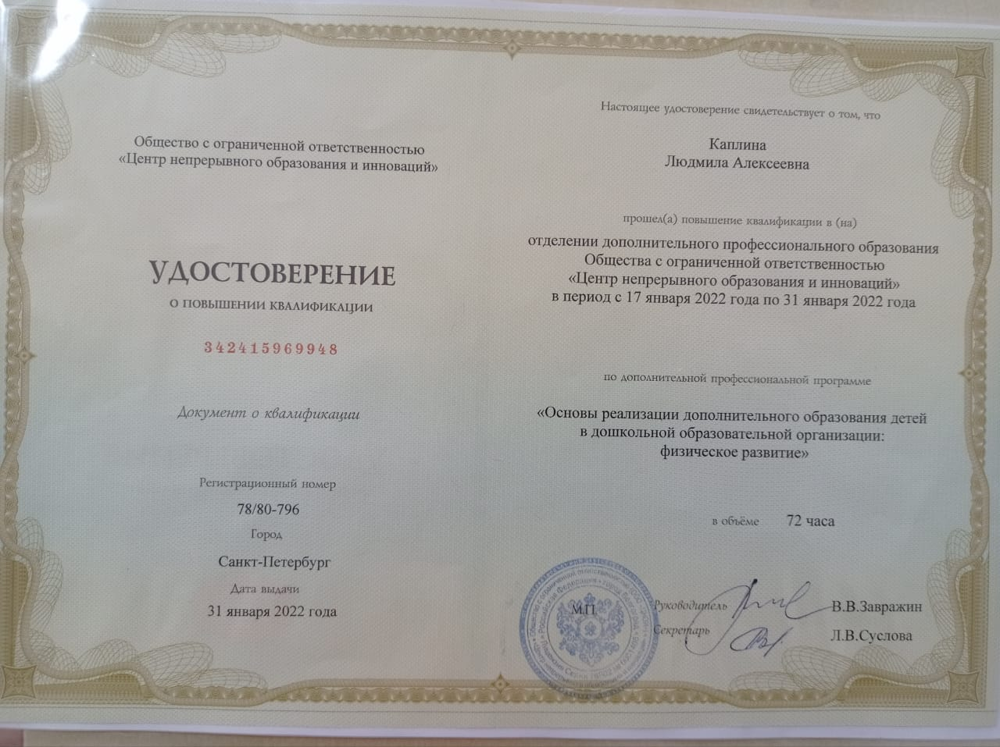 Общество с ограниченной ответственностью
«Центр непрерывного образования и инноваций»
УДОСТОВЕРЕНИЕ
О ПОВЫШЕНИИ КВАЛИФИКАЦИИ
342415969948
Документ о квалификации
Регистрационный номер
78/80-796
Город
Санкт-Петербург
Дата выдачи
31 января 2022 года
Настоящее удостоверение свидетельствует о том, что
Каплина
Людмила Алексеевна
прошел(а) повышение квалификации в (на)
отделении дополнительного профессионального образования
Общества с ограниченной ответственностью
«Центр непрерывного образования и инноваций»
в период с 17 января 2022 года по 31 января 2022 года
по дополнительной профессиональной программе
«Основы реализации дополнительного образования детей
в дошкольной образовательной организации:
физическое развитие»
в объёме 72 часа
М.П.
Руководитель В.В.Завражин
Секретарь Л.В.Суслова